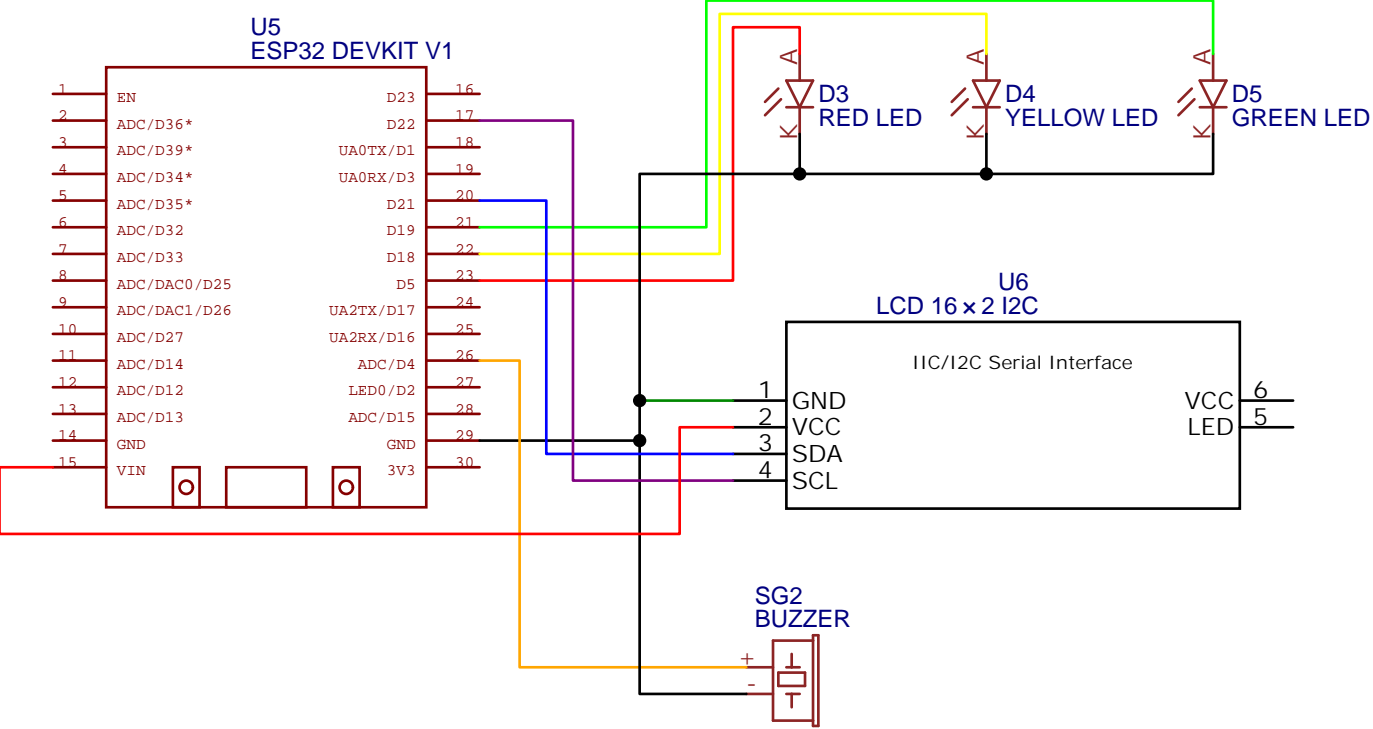 U5
ESP32 DEVKIT V1
1 EN
2 ADC/D36*
3 ADC/D39*
4 ADC/D34*
5 ADC/D35*
6 ADC/D32
7 ADC/D33
8 ADC/DAC0/D25
9 ADC/DAC1/D26
10 ADC/D27
11 ADC/D14
12 ADC/D12
13 ADC/D13
14 GND
15 VIN
D23 16
D22 17
UA0TX/D1 18
UA0RX/D3 19
D21 20
D19 21
D18 22
D5 23
UA2TX/D17 24
UA2RX/D16 25
ADC/D4 26
LED0/D2 27
ADC/D15 28
GND 29
3V3 30
A
K
D3
RED LED
A
K
D4
YELLOW LED
A
K
D5
GREEN LED
U6
LCD 16×2 I2C
IIC/I2C Serial Interface
1 GND
2 VCC
3 SDA
4 SCL
VCC 6
LED 5
SG2
BUZZER
+
-